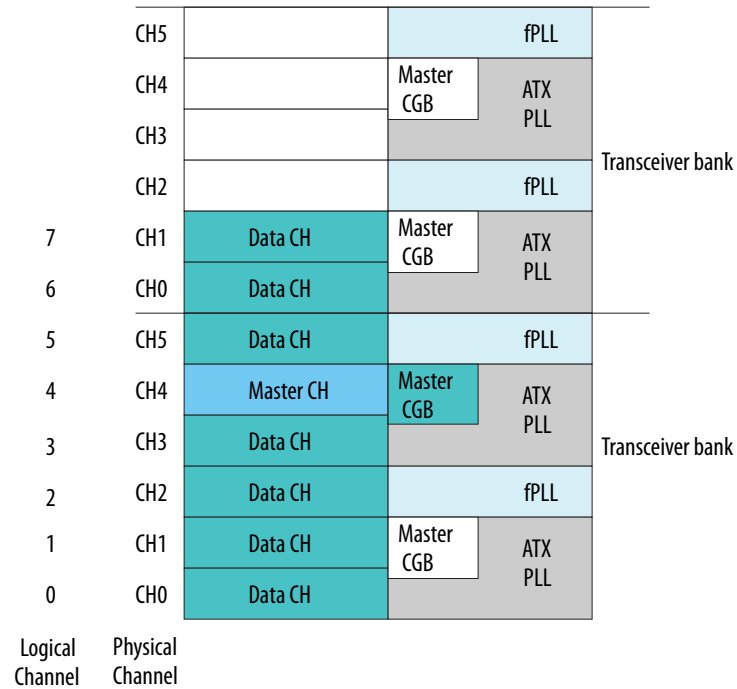 CH5 fPLL
CH4 Master CGB ATX PLL
CH3
Transceiver bank
CH2 fPLL
7 CH1 Data CH Master CGB ATX PLL
6 CH0 Data CH
5 CH5 Data CH fPLL
4 CH4 Master CH Master CGB ATX PLL
3 CH3 Data CH Transceiver bank
2 CH2 Data CH fPLL
1 CH1 Data CH Master CGB ATX PLL
0 CH0 Data CH
Logical Physical
Channel Channel